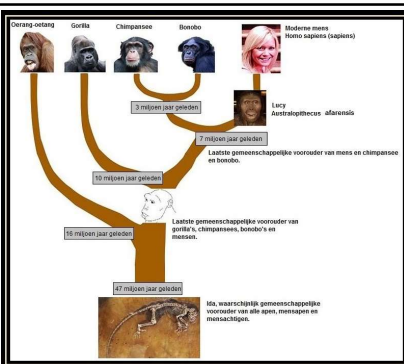 Oerang-oetang
Gorilla
Chimpansee
Bonobo
Moderne mens
Homo sapiens (sapiens)
3 miljoen jaar geleden
Lucy
Australopithecus afarensis
7 miljoen jaar geleden
Laatste gemeenschappelijke voorouder van mens en chimpansee
en bonobo.
10 miljoen jaar geleden
Laatste gemeenschappelijke voorouder van
gorilla's, chimpansees, bonobo's en
mensen.
16 miljoen jaar geleden
47 miljoen jaar geleden
Ida, waarschijnlijk gemeenschappelijke
voorouder van alle apen, mensapen en
mensachtigen.